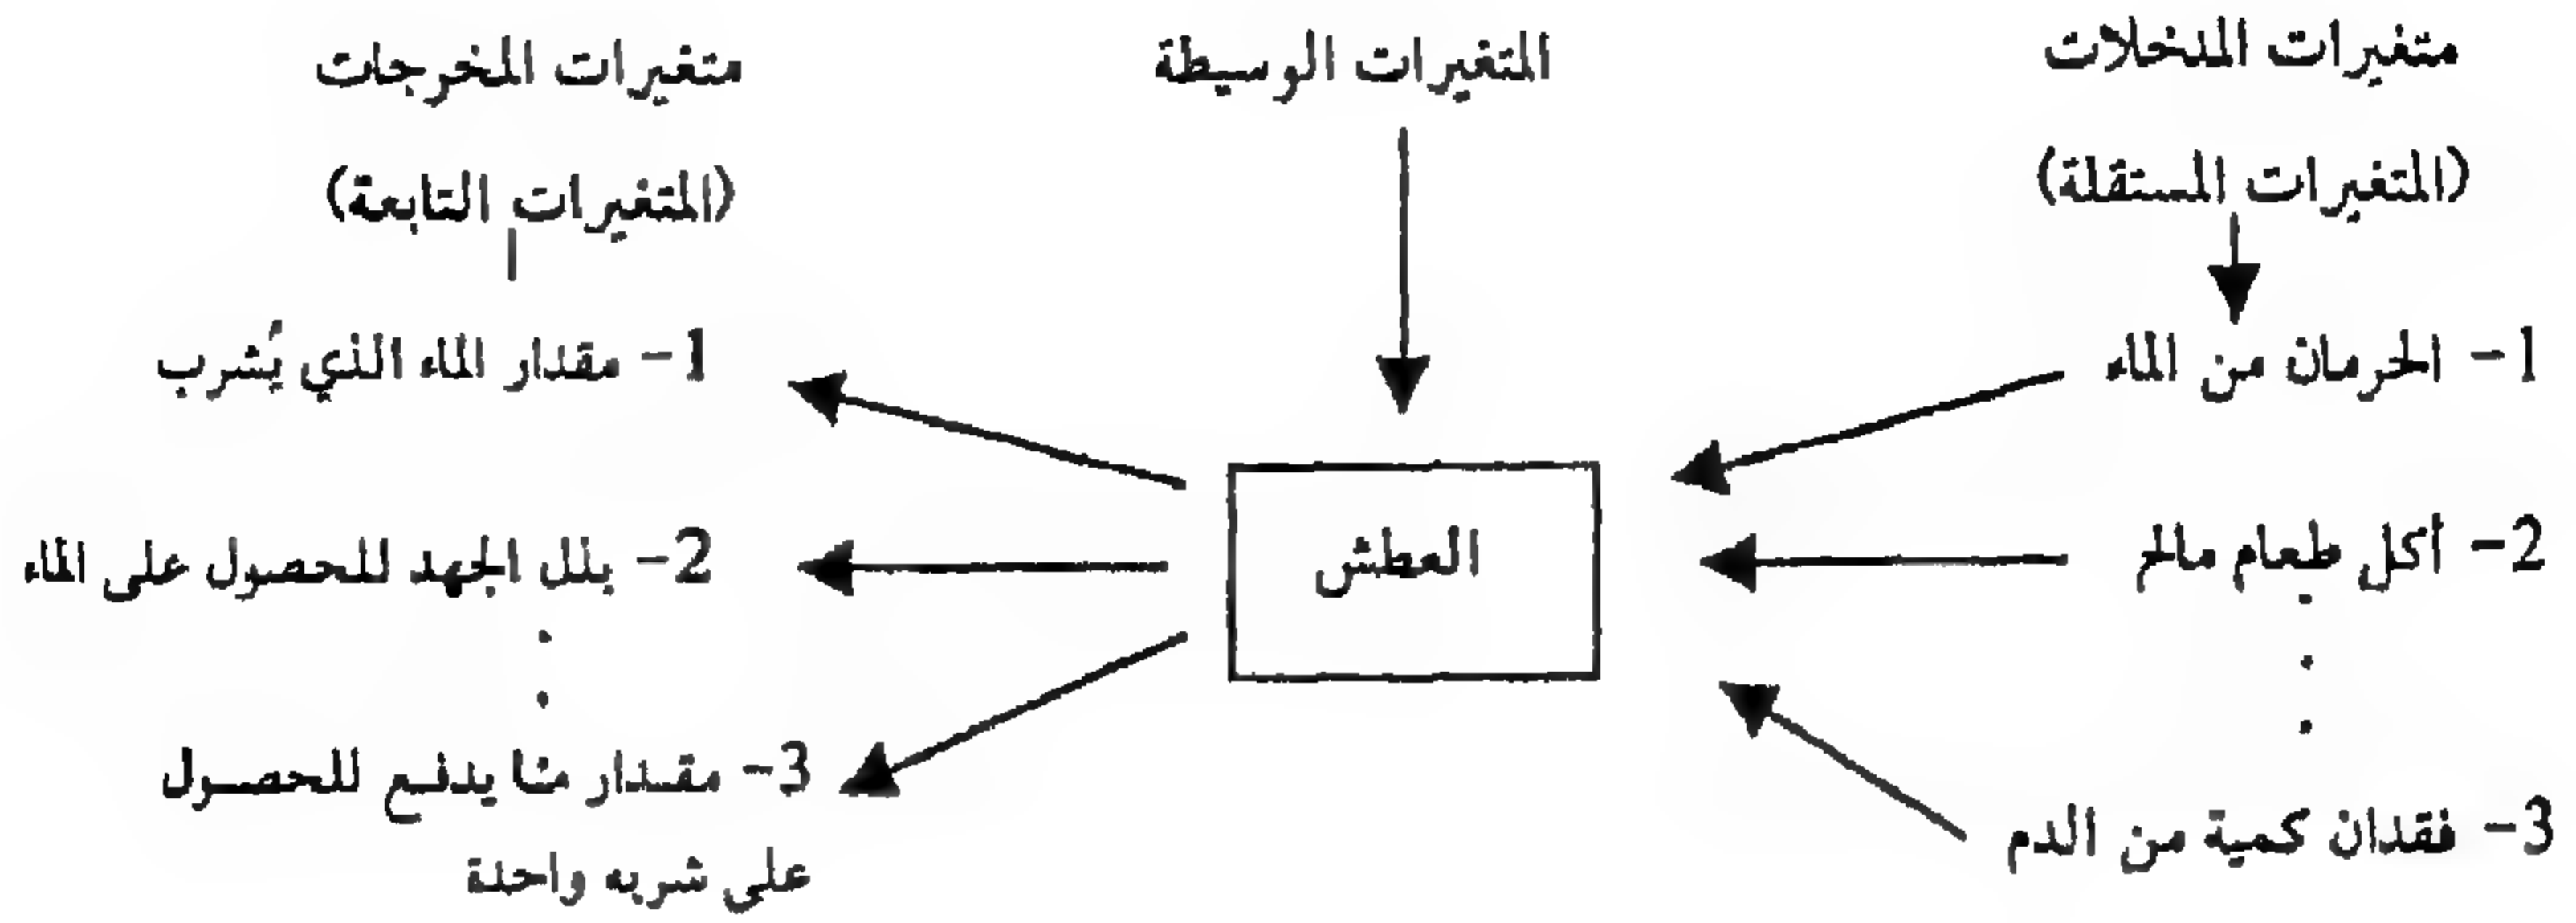 متغيرات المدخلات
(المتغيرات المستقلة)
1- الحرمان من الماء
2- أكل طعام مالح
3- فقدان كمية من الدم
المتغيرات الوسيطة
العطش
متغيرات المخرجات
(المتغيرات التابعة)
1- مقدار الماء الذي يُشرب
2- بذل الجهد للحصول على الماء
3- مقدار ما يدفع للحصول
على شربه واحدة